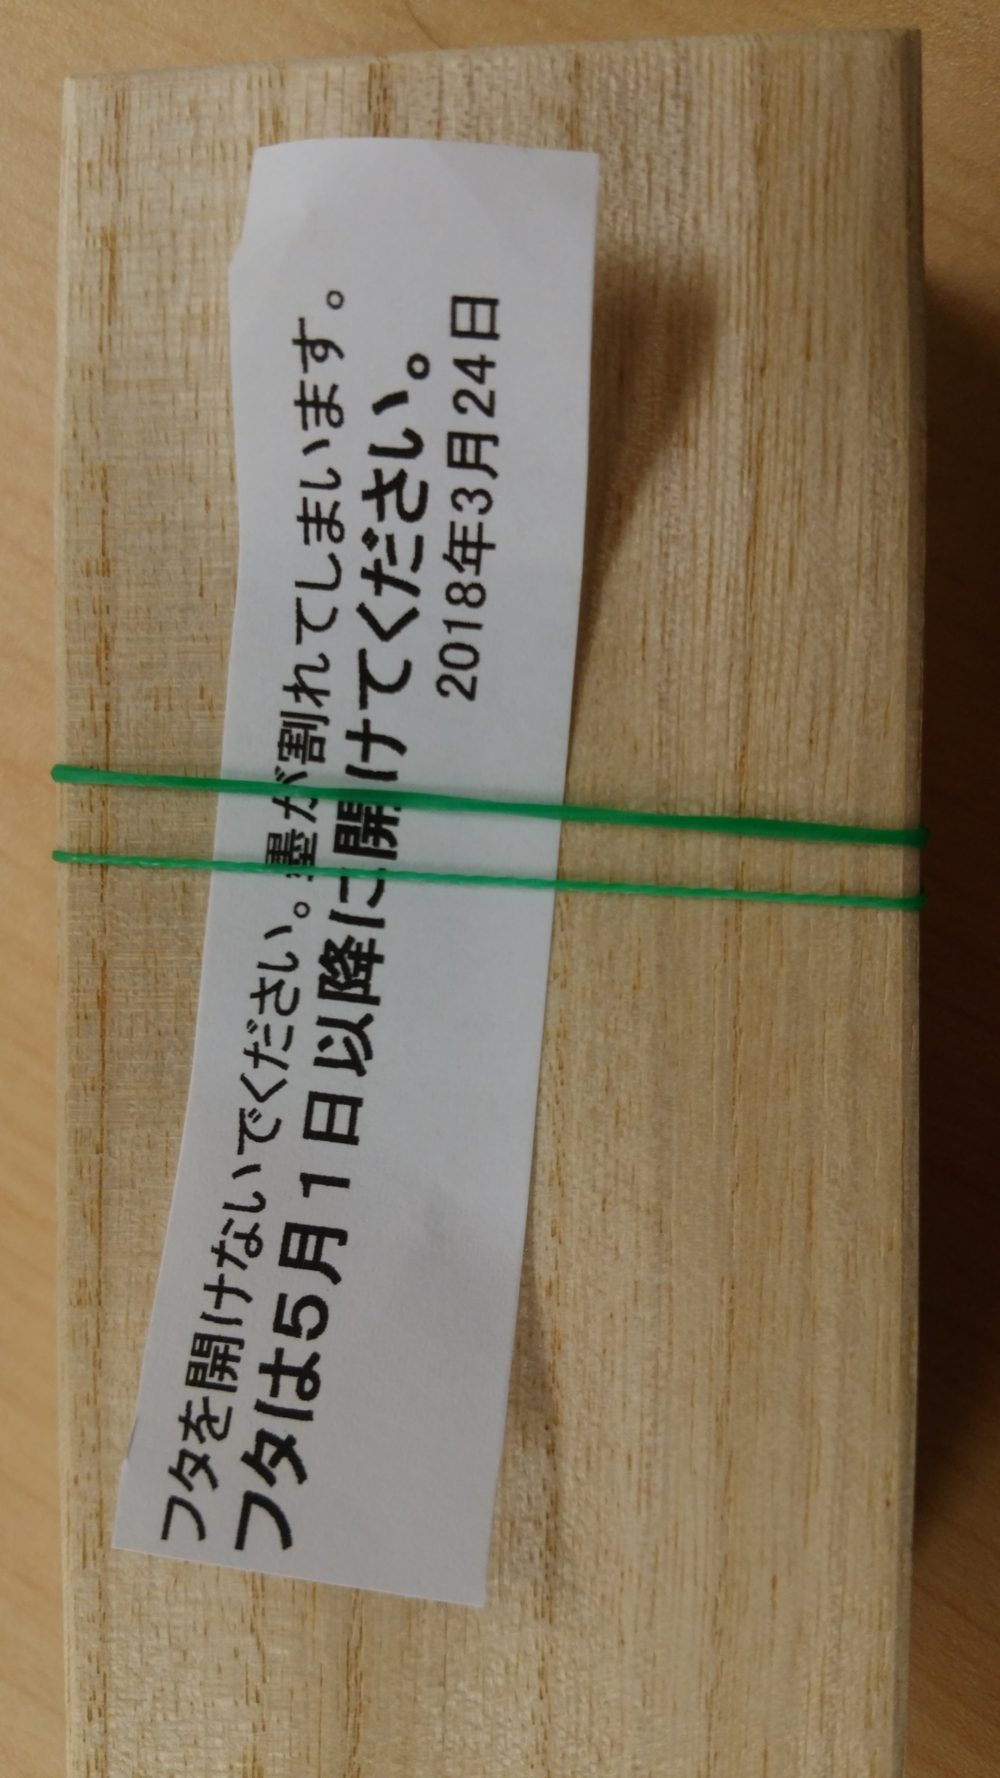 フタを開けないでください。墨が割れてしまいます。
フタは5月1日以降に開けてください。
2018年3月24日